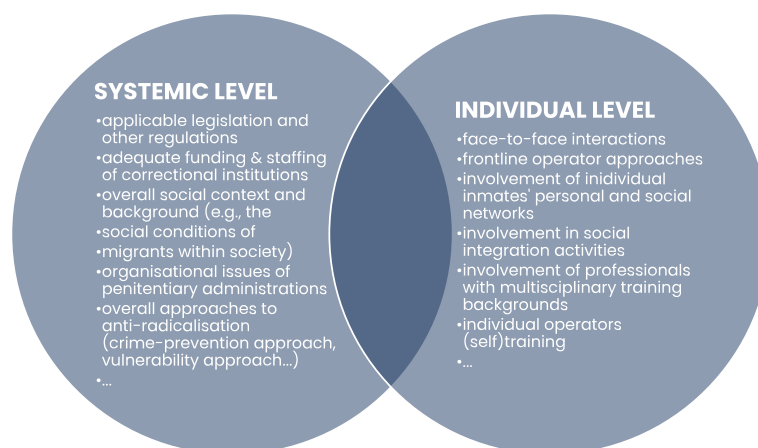 SYSTEMIC LEVEL
•applicable legislation and
other regulations
•adequate funding & staffing
of correctional institutions
•overall social context and
background (e.g., the
•social conditions of
•migrants within society)
•organisational issues of
penitentiary administrations
•overall approaches to
anti-radicalisation
(crime-prevention approach,
vulnerability approach...)
•...
INDIVIDUAL LEVEL
•face-to-face interactions
•frontline operator approaches
•involvement of inidividual
inmates' personal and social
networks
•involvement in social
integration activities
•involvement of professionals
with multisciplinary training
backgrounds
•individual operators
(self)training
•...